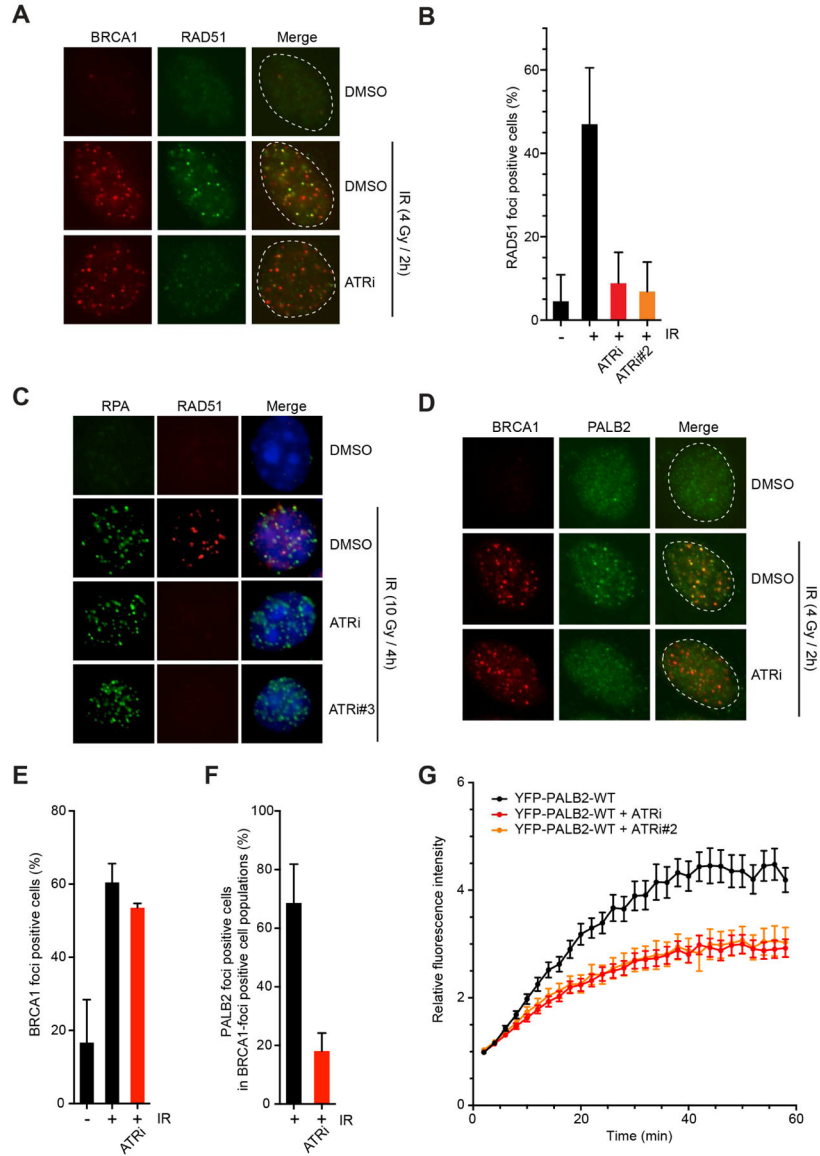 A
BRCA1 RAD51 Merge
DMSO
DMSO
ATRi
IR (4 Gy / 2h)
B
RAD51 foci positive cells (%)
60
40
20
0
- + + + IR
ATRi ATRi#2
C
RPA RAD51 Merge
DMSO
DMSO
ATRi
ATRi#3
IR (10 Gy / 4h)
D
BRCA1 PALB2 Merge
DMSO
DMSO
ATRi
IR (4 Gy / 2h)
E
BRCA1 foci positive cells (%)
80
60
40
20
0
- + + IR
ATRi
F
PALB2 foci positive cells
in BRCA1-foci positive cell populations (%)
100
80
60
40
20
0
+ + IR
ATRi
G
YFP-PALB2-WT
YFP-PALB2-WT + ATRi
YFP-PALB2-WT + ATRi#2
Relative fluorescence intensity
6
4
2
0
0 20 40 60
Time (min)